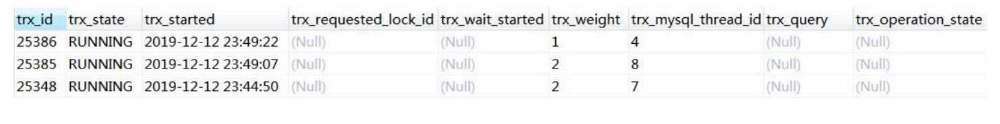 trx_id trx_state trx_started trx_requested_lock_id trx_wait_started trx_weight trx_mysql_thread_id trx_query trx_operation_state
25386 RUNNING 2019-12-12 23:49:22 (Null) (Null) 1 4 (Null) (Null)
25385 RUNNING 2019-12-12 23:49:07 (Null) (Null) 2 8 (Null) (Null)
25348 RUNNING 2019-12-12 23:44:50 (Null) (Null) 2 7 (Null) (Null)